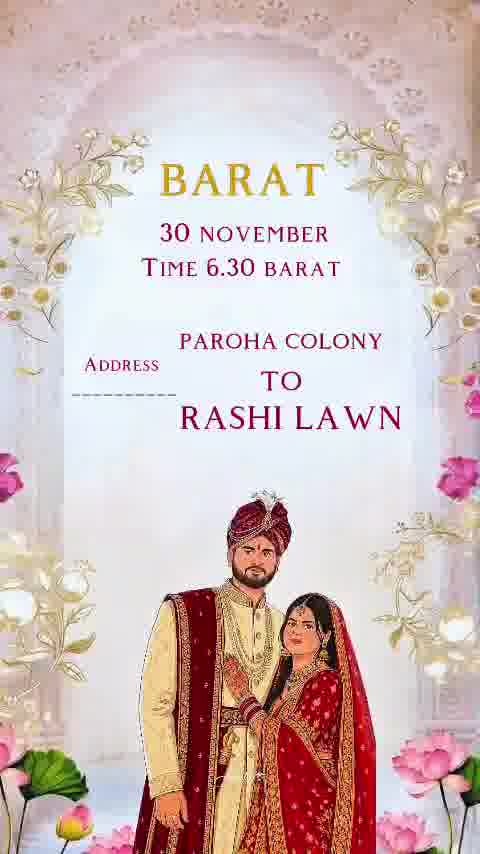 BARAT
30 NOVEMBER
TIME 6.30 BARAT
PAROHA COLONY
ADDRESS
TO
----------
RASHI LAWN